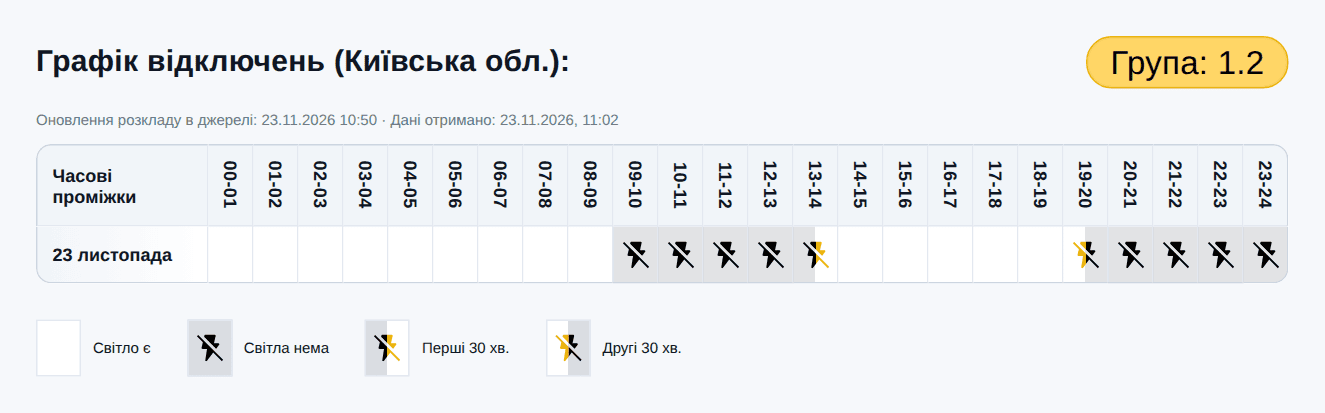 Графік відключень (Київська обл.):
Група: 1.2
Оновлення розкладу в джерелі: 23.11.2026 10:50 · Дані отримано: 23.11.2026, 11:02
Часові
проміжки
00-01
01-02
02-03
03-04
04-05
05-06
06-07
07-08
08-09
09-10
10-11
11-12
12-13
13-14
14-15
15-16
16-17
17-18
18-19
19-20
20-21
21-22
22-23
23-24
23 листопада
Світло є
Світла нема
Перші 30 хв.
Другі 30 хв.